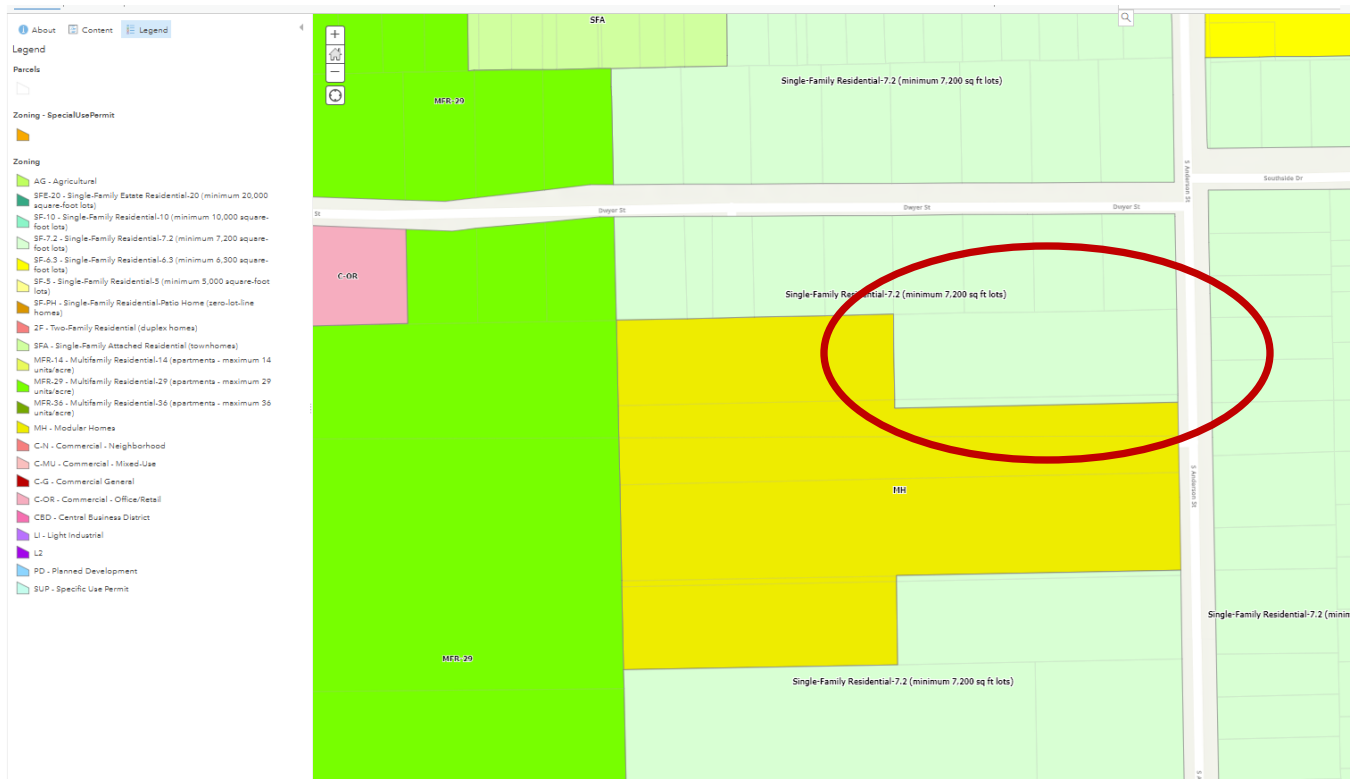 About Content Legend
Legend
Parcels
Zoning - SpecialUsePermit
Zoning
AG - Agricultural
SFE-20 - Single-Family Estate Residential-20 (minimum 20,000
square-foot lots)
SF-10 - Single-Family Residential-10 (minimum 10,000 square-
foot lots)
SF-7.2 - Single-Family Residential-7.2 (minimum 7,200 square-
foot lots)
SF-6.3 - Single-Family Residential-6.3 (minimum 6,300 square-
foot lots)
SF-5 - Single-Family Residential-5 (minimum 5,000 square-foot
lots)
SF-PH - Single-Family Residential-Patio Home (zero-lot-line
homes)
2F - Two-Family Residential (duplex homes)
SFA - Single-Family Attached Residential (townhomes)
MFR-14 - Multifamily Residential-14 (apartments - maximum 14
units/acre)
MFR-29 - Multifamily Residential-29 (apartments - maximum 29
units/acre)
MFR-36 - Multifamily Residential-36 (apartments - maximum 36
units/acre)
MH - Modular Homes
C-N - Commercial - Neighborhood
C-MU - Commercial - Mixed-Use
C-G - Commercial General
C-OR - Commercial - Office/Retail
CBD - Central Business District
LI - Light Industrial
L2
PD - Planned Development
SUP - Specific Use Permit
SFA
Single-Family Residential-7.2 (minimum 7,200 sq ft lots)
MFR-29
S Anderson St
Southside Dr
St
Dwyer St
Dwyer St
Dwyer St
C-OR
Single-Family Residential-7.2 (minimum 7,200 sq ft lots)
MH
S Anderson St
Single-Family Residential-7.2 (minim
MFR-29
Single-Family Residential-7.2 (minimum 7,200 sq ft lots)
S A